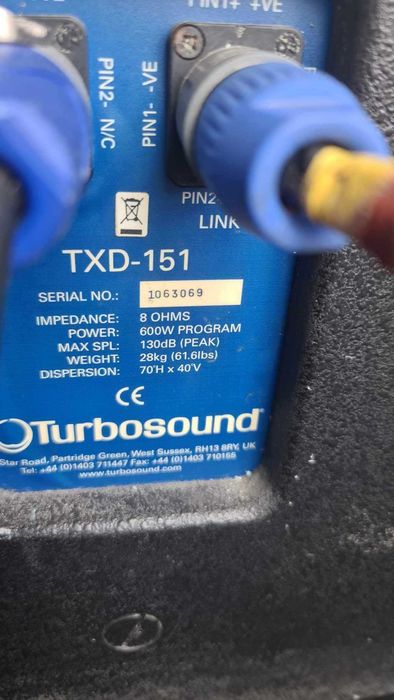 PIN1+ +VE
PIN2- N/C
PIN1- -VE
PIN2
LINK
TXD-151
SERIAL NO.: 1063069
IMPEDANCE: 8 OHMS
POWER: 600W PROGRAM
MAX SPL: 130dB (PEAK)
WEIGHT: 28kg (61.6lbs)
DISPERSION: 70°H x 40°V
CE
Turbosound
Star Road, Partridge Green, West Sussex, RH13 8RY, UK
Tel: +44 (0)1403 711447 Fax: +44 (0)1403 710155
www.turbosound.com